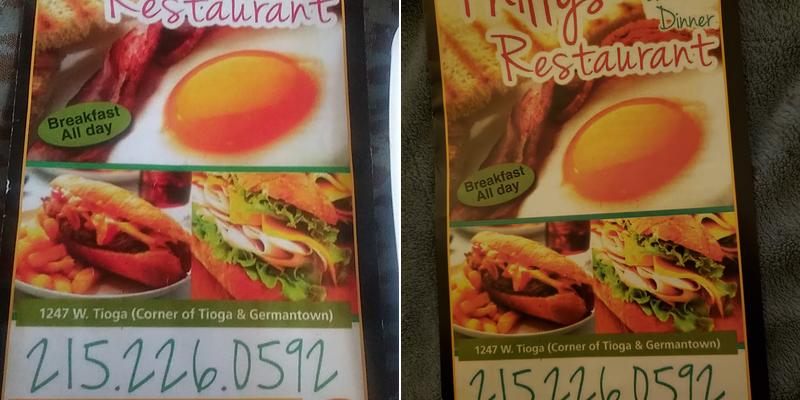 Restaurant
Breakfast
All day
1247 W. Tioga (Corner of Tioga & Germantown)
215.226.0592
Dinner
Restaurant
Breakfast
All day
1247 W. Tioga (Corner of Tioga & Germantown)
215.226.0592